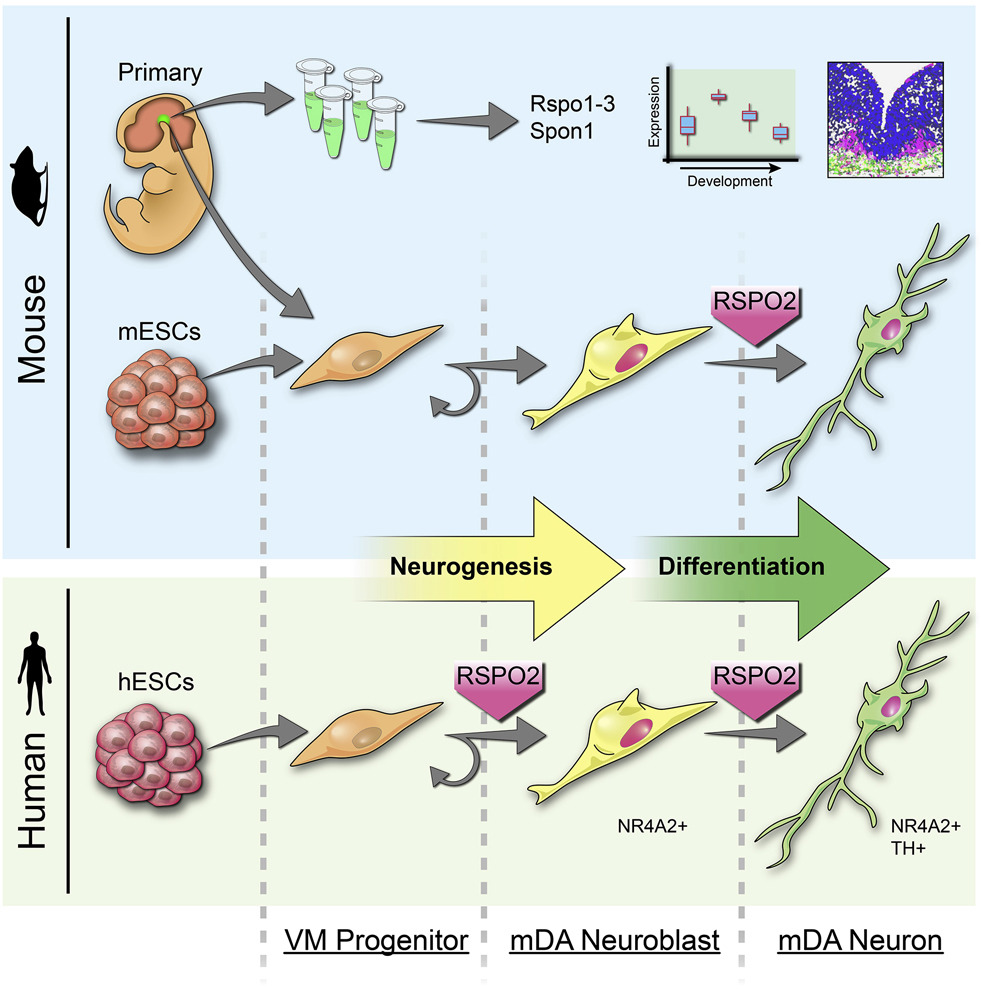 Mouse
Primary
Rspo1-3
Spon1
Expression
Development
mESCs
RSPO2
Neurogenesis
Differentiation
Human
hESCs
RSPO2
RSPO2
NR4A2+
NR4A2+
TH+
VM Progenitor
mDA Neuroblast
mDA Neuron